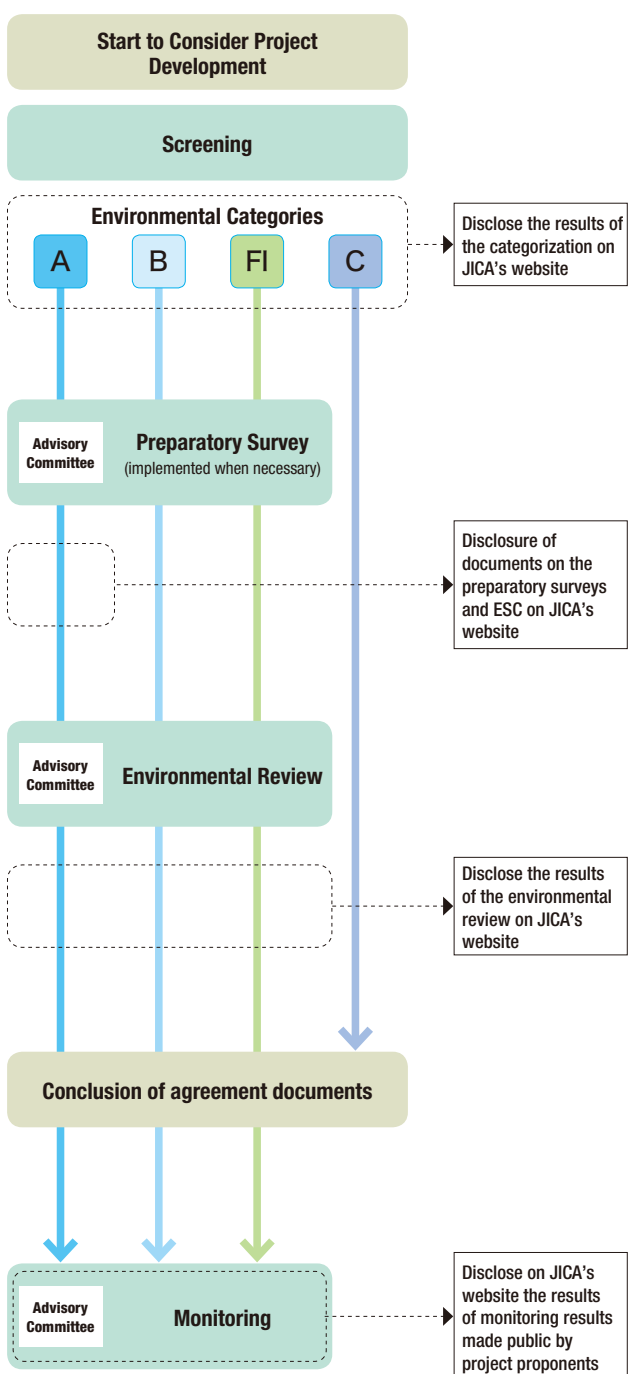 Start to Consider Project
Development
Screening
Environmental Categories
A
B
FI
C
Disclose the results of
the categorization on
JICA's website
Advisory
Committee
Preparatory Survey
(implemented when necessary)
Disclosure of
documents on the
preparatory surveys
and ESC on JICA's
website
Advisory
Committee
Environmental Review
Disclose the results
of the environmental
review on JICA's
website
Conclusion of agreement documents
Advisory
Committee
Monitoring
Disclose on JICA's
website the results
of monitoring results
made public by
project proponents